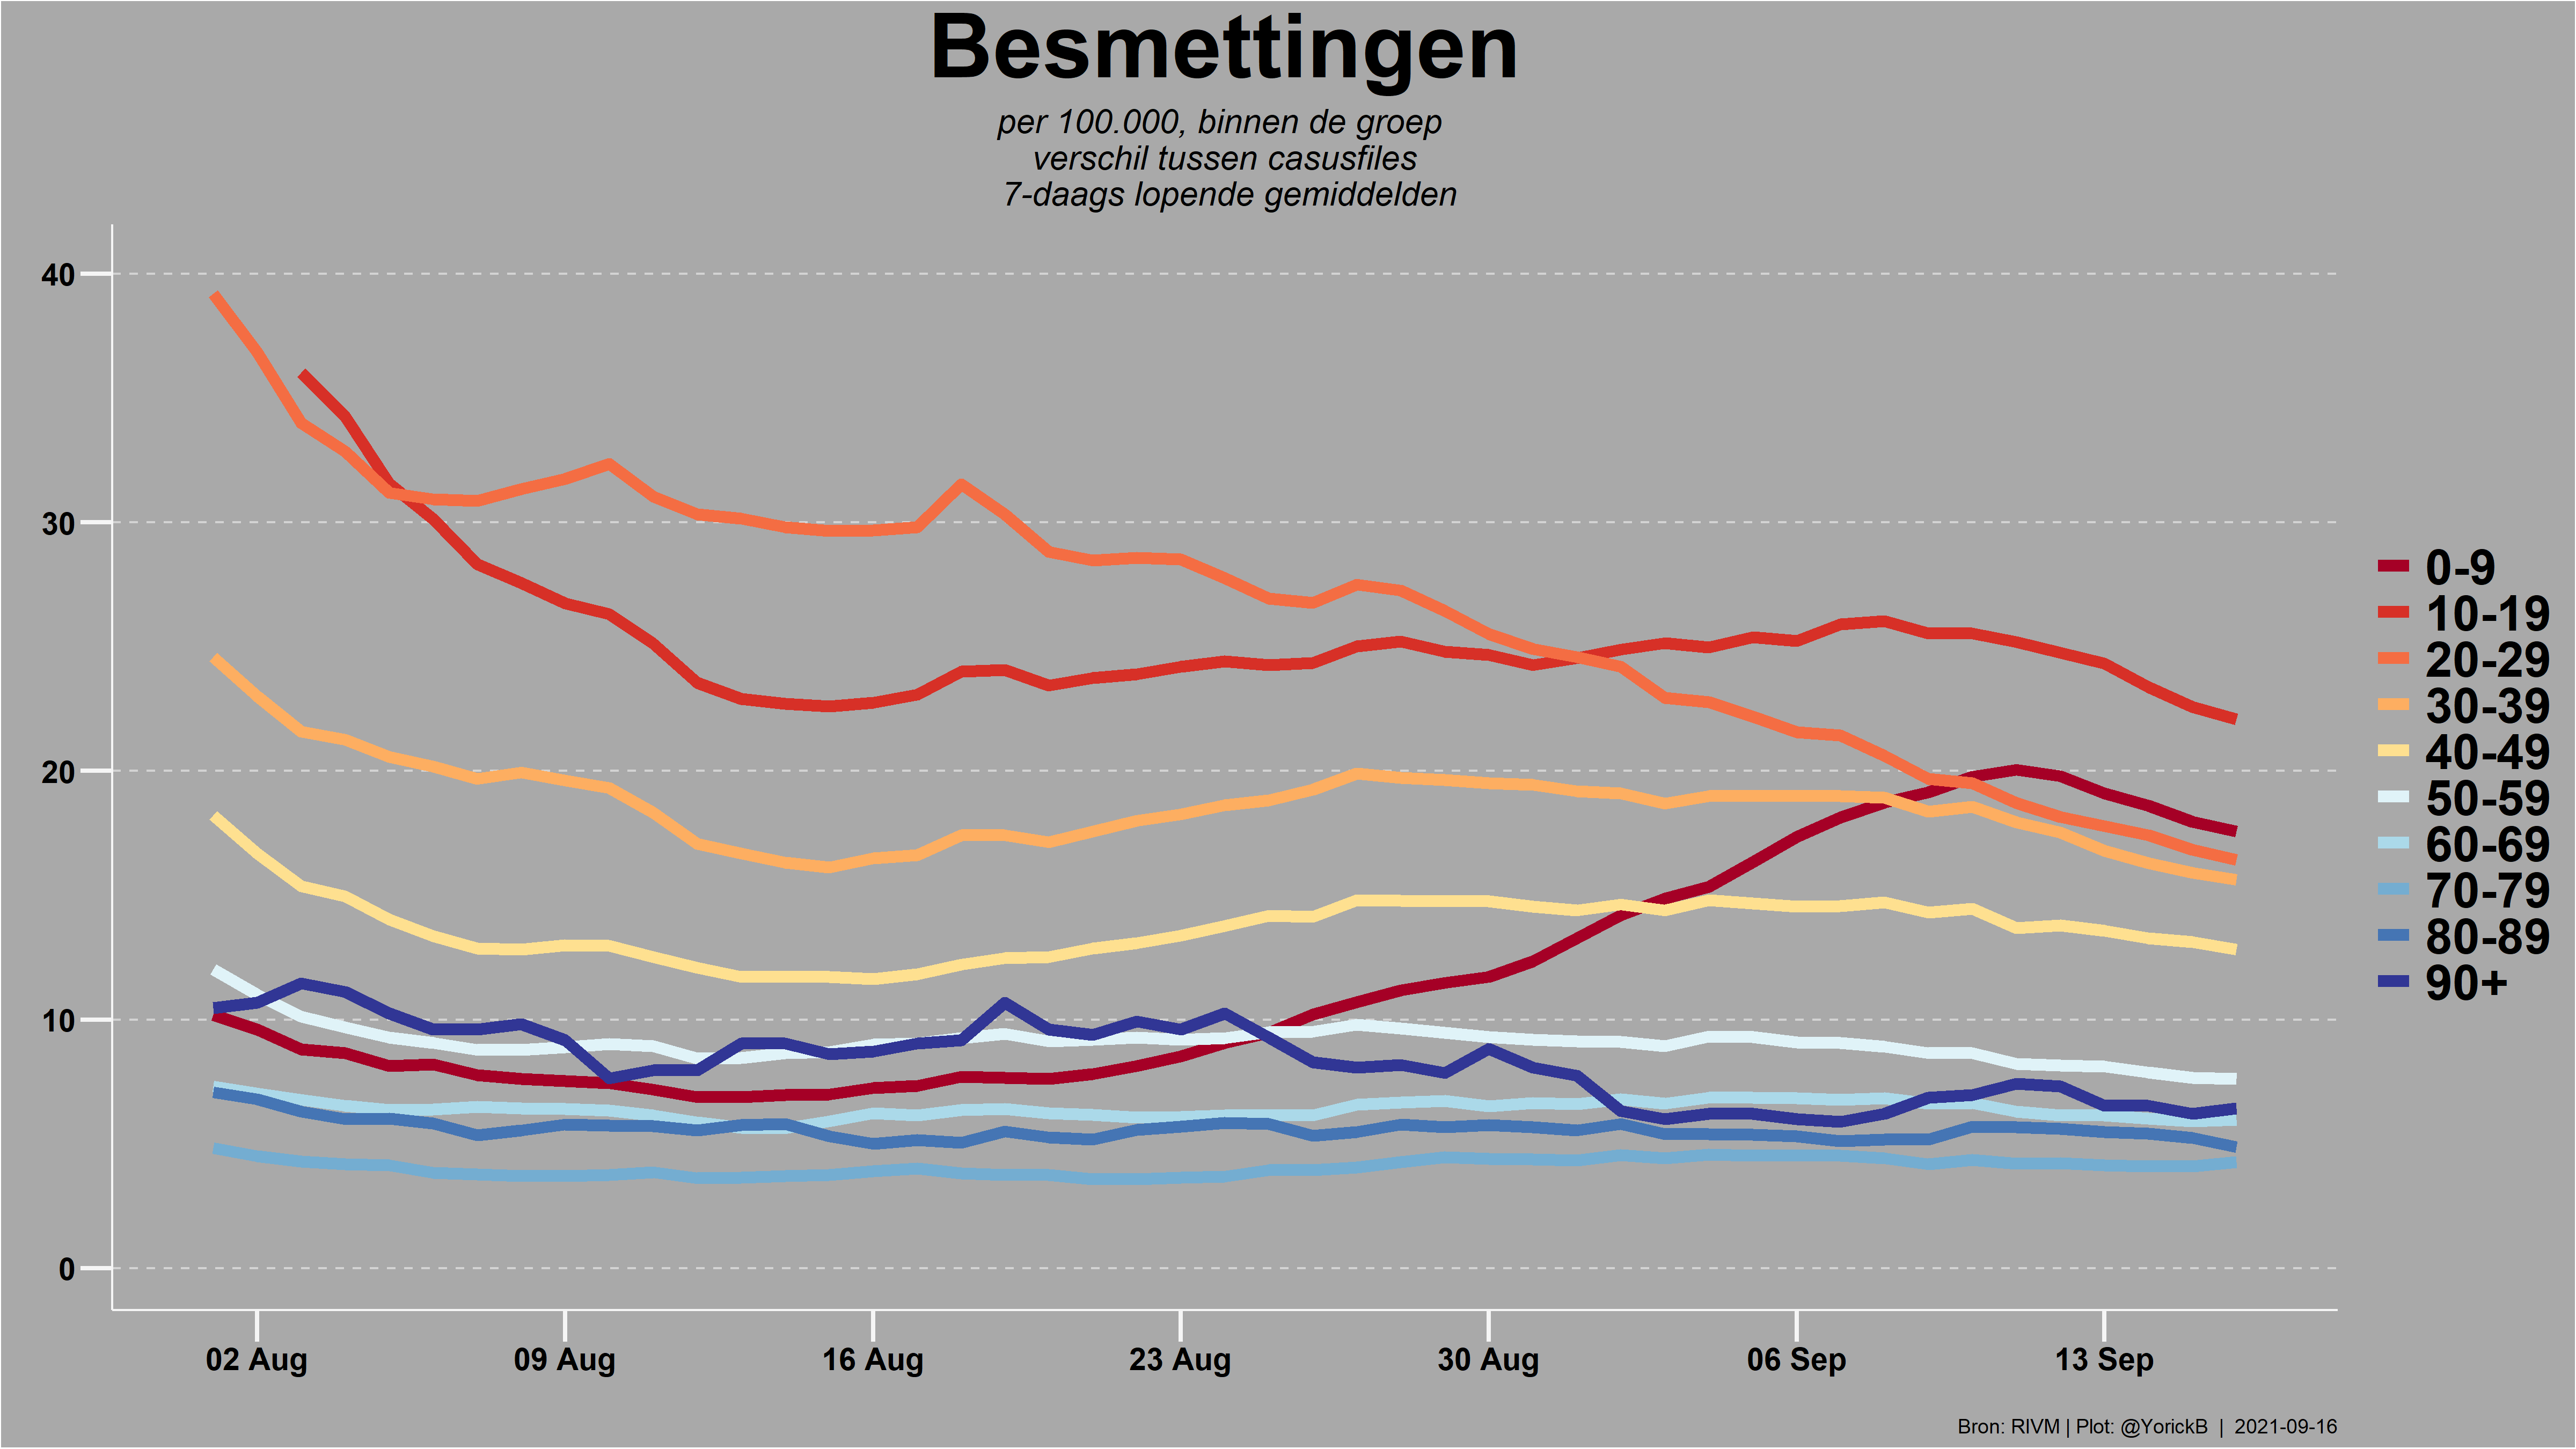 Besmettingen
per 100.000, binnen de groep
verschil tussen casusfiles
7-daags lopende gemiddelden
40
30
20
10
0
02 Aug
09 Aug
16 Aug
23 Aug
30 Aug
06 Sep
13 Sep
0-9
10-19
20-29
30-39
40-49
50-59
60-69
70-79
80-89
90+
Bron: RIVM | Plot: @YorickB | 2021-09-16